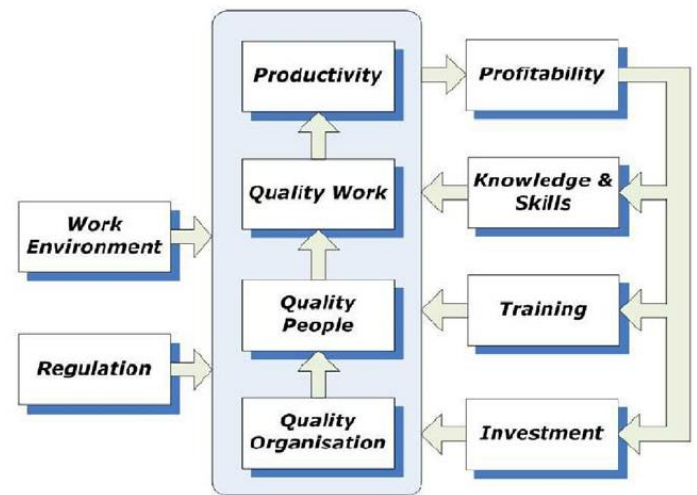 Productivity
Profitability
Quality Work
Knowledge &
Skills
Work
Environment
Quality
People
Training
Regulation
Quality
Organisation
Investment